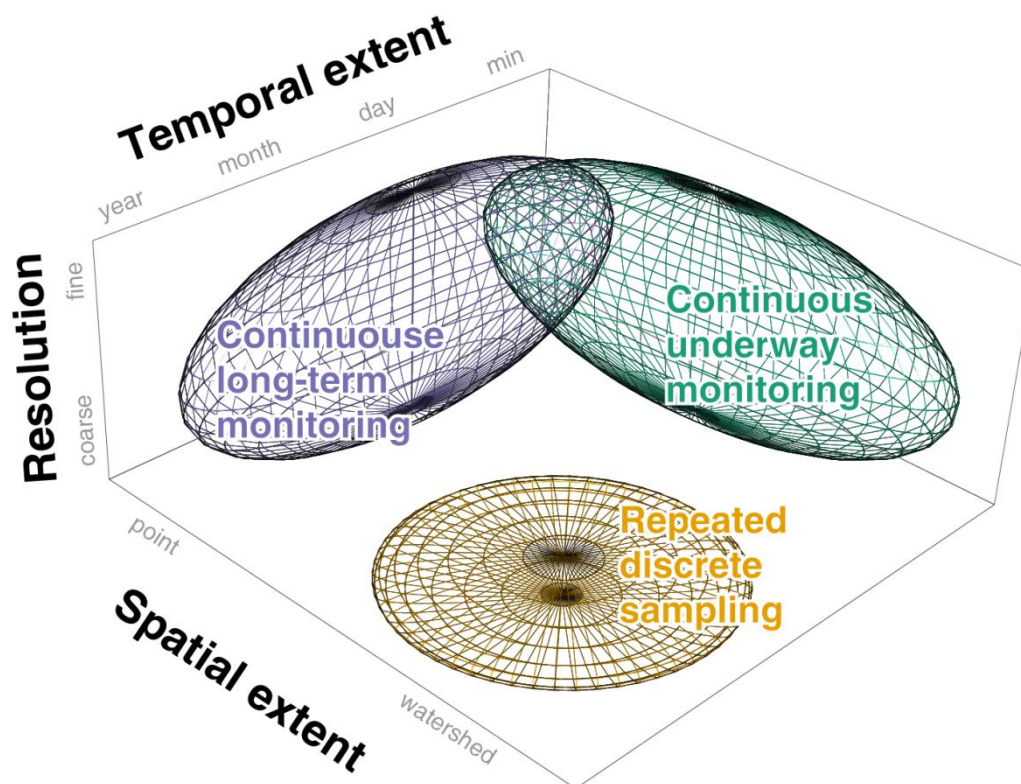 Temporal extent
min
day
month
year
Resolution
fine
coarse
Continuouse
long-term
monitoring
Continuous
underway
monitoring
Repeated
discrete
sampling
point
Spatial extent
watershed